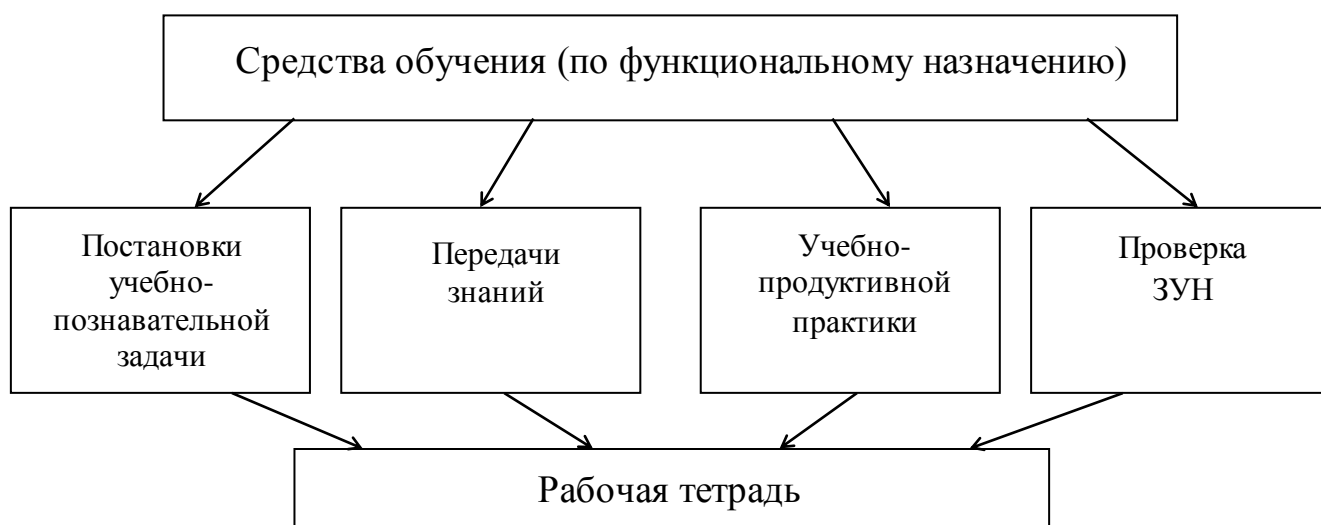 Средства обучения (по функциональному назначению)
Постановки
учебно-
познавательной
задачи
Передачи
знаний
Учебно-
продуктивной
практики
Проверка
ЗУН
Рабочая тетрадь